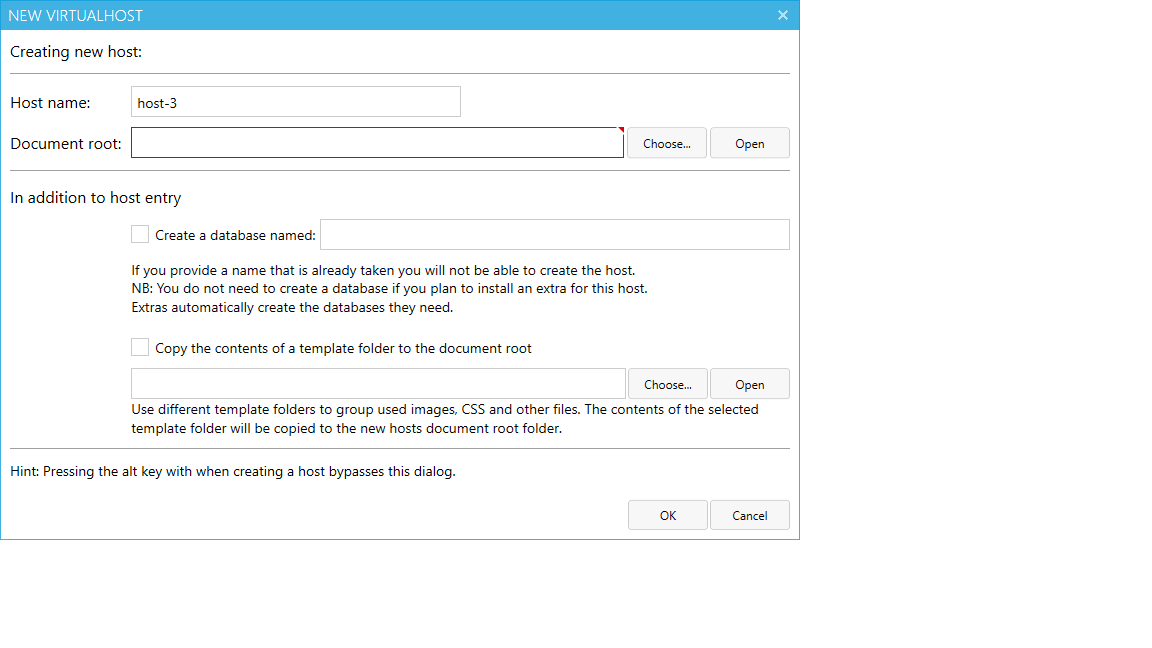 NEW VIRTUALHOST
Creating new host:
Host name: host-3
Document root: Choose... Open
In addition to host entry
Create a database named:
If you provide a name that is already taken you will not be able to create the host.
NB: You do not need to create a database if you plan to install an extra for this host.
Extras automatically create the databases they need.
Copy the contents of a template folder to the document root
Choose... Open
Use different template folders to group used images, CSS and other files. The contents of the selected
template folder will be copied to the new hosts document root folder.
Hint: Pressing the alt key with when creating a host bypasses this dialog.
OK Cancel